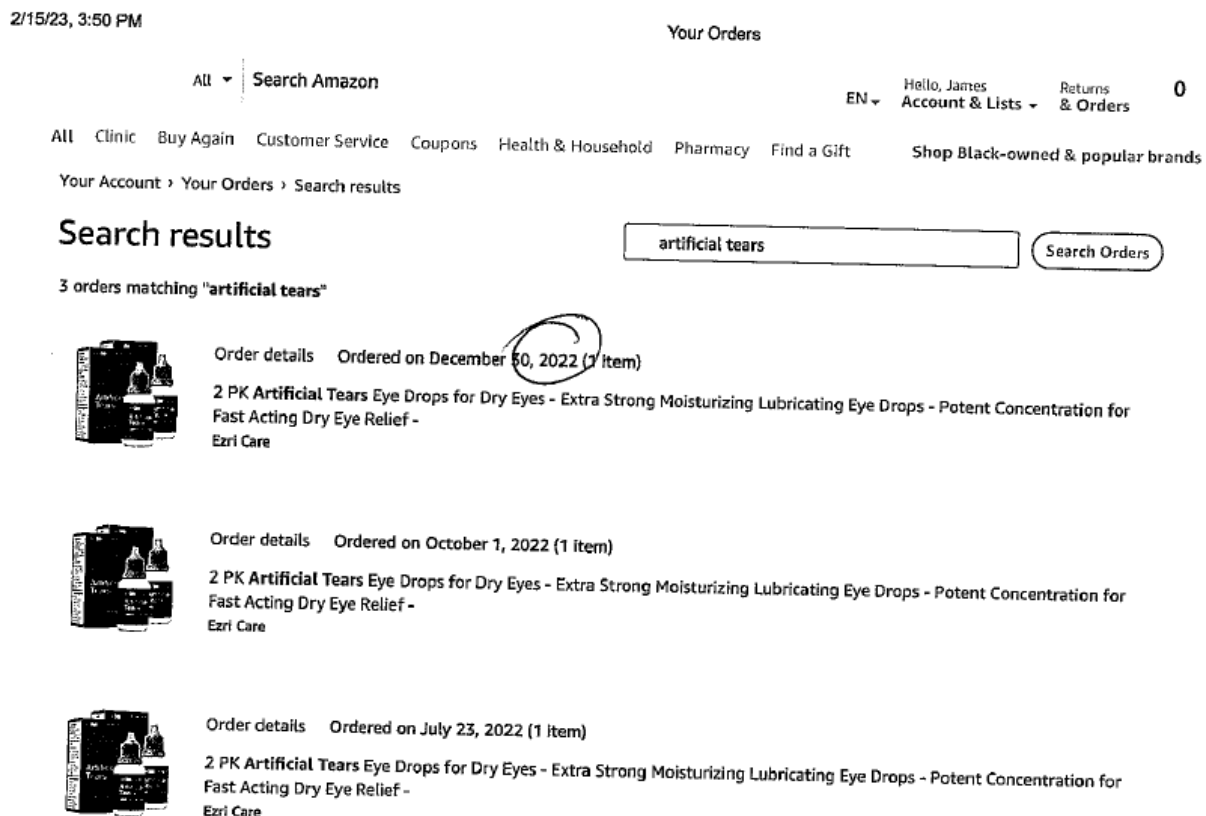 2/15/23, 3:50 PM
Your Orders
All Search Amazon
EN
Hello, James
Account & Lists
Returns
& Orders
0
All Clinic Buy Again Customer Service Coupons Health & Household Pharmacy Find a Gift Shop Black-owned & popular brands
Your Account › Your Orders › Search results
Search results
artificial tears
Search Orders
3 orders matching "artificial tears"
Order details Ordered on December 30, 2022 (1 item)
2 PK Artificial Tears Eye Drops for Dry Eyes - Extra Strong Moisturizing Lubricating Eye Drops - Potent Concentration for
Fast Acting Dry Eye Relief -
Ezri Care
Order details Ordered on October 1, 2022 (1 item)
2 PK Artificial Tears Eye Drops for Dry Eyes - Extra Strong Moisturizing Lubricating Eye Drops - Potent Concentration for
Fast Acting Dry Eye Relief -
Ezri Care
Order details Ordered on July 23, 2022 (1 item)
2 PK Artificial Tears Eye Drops for Dry Eyes - Extra Strong Moisturizing Lubricating Eye Drops - Potent Concentration for
Fast Acting Dry Eye Relief -
Ezri Care